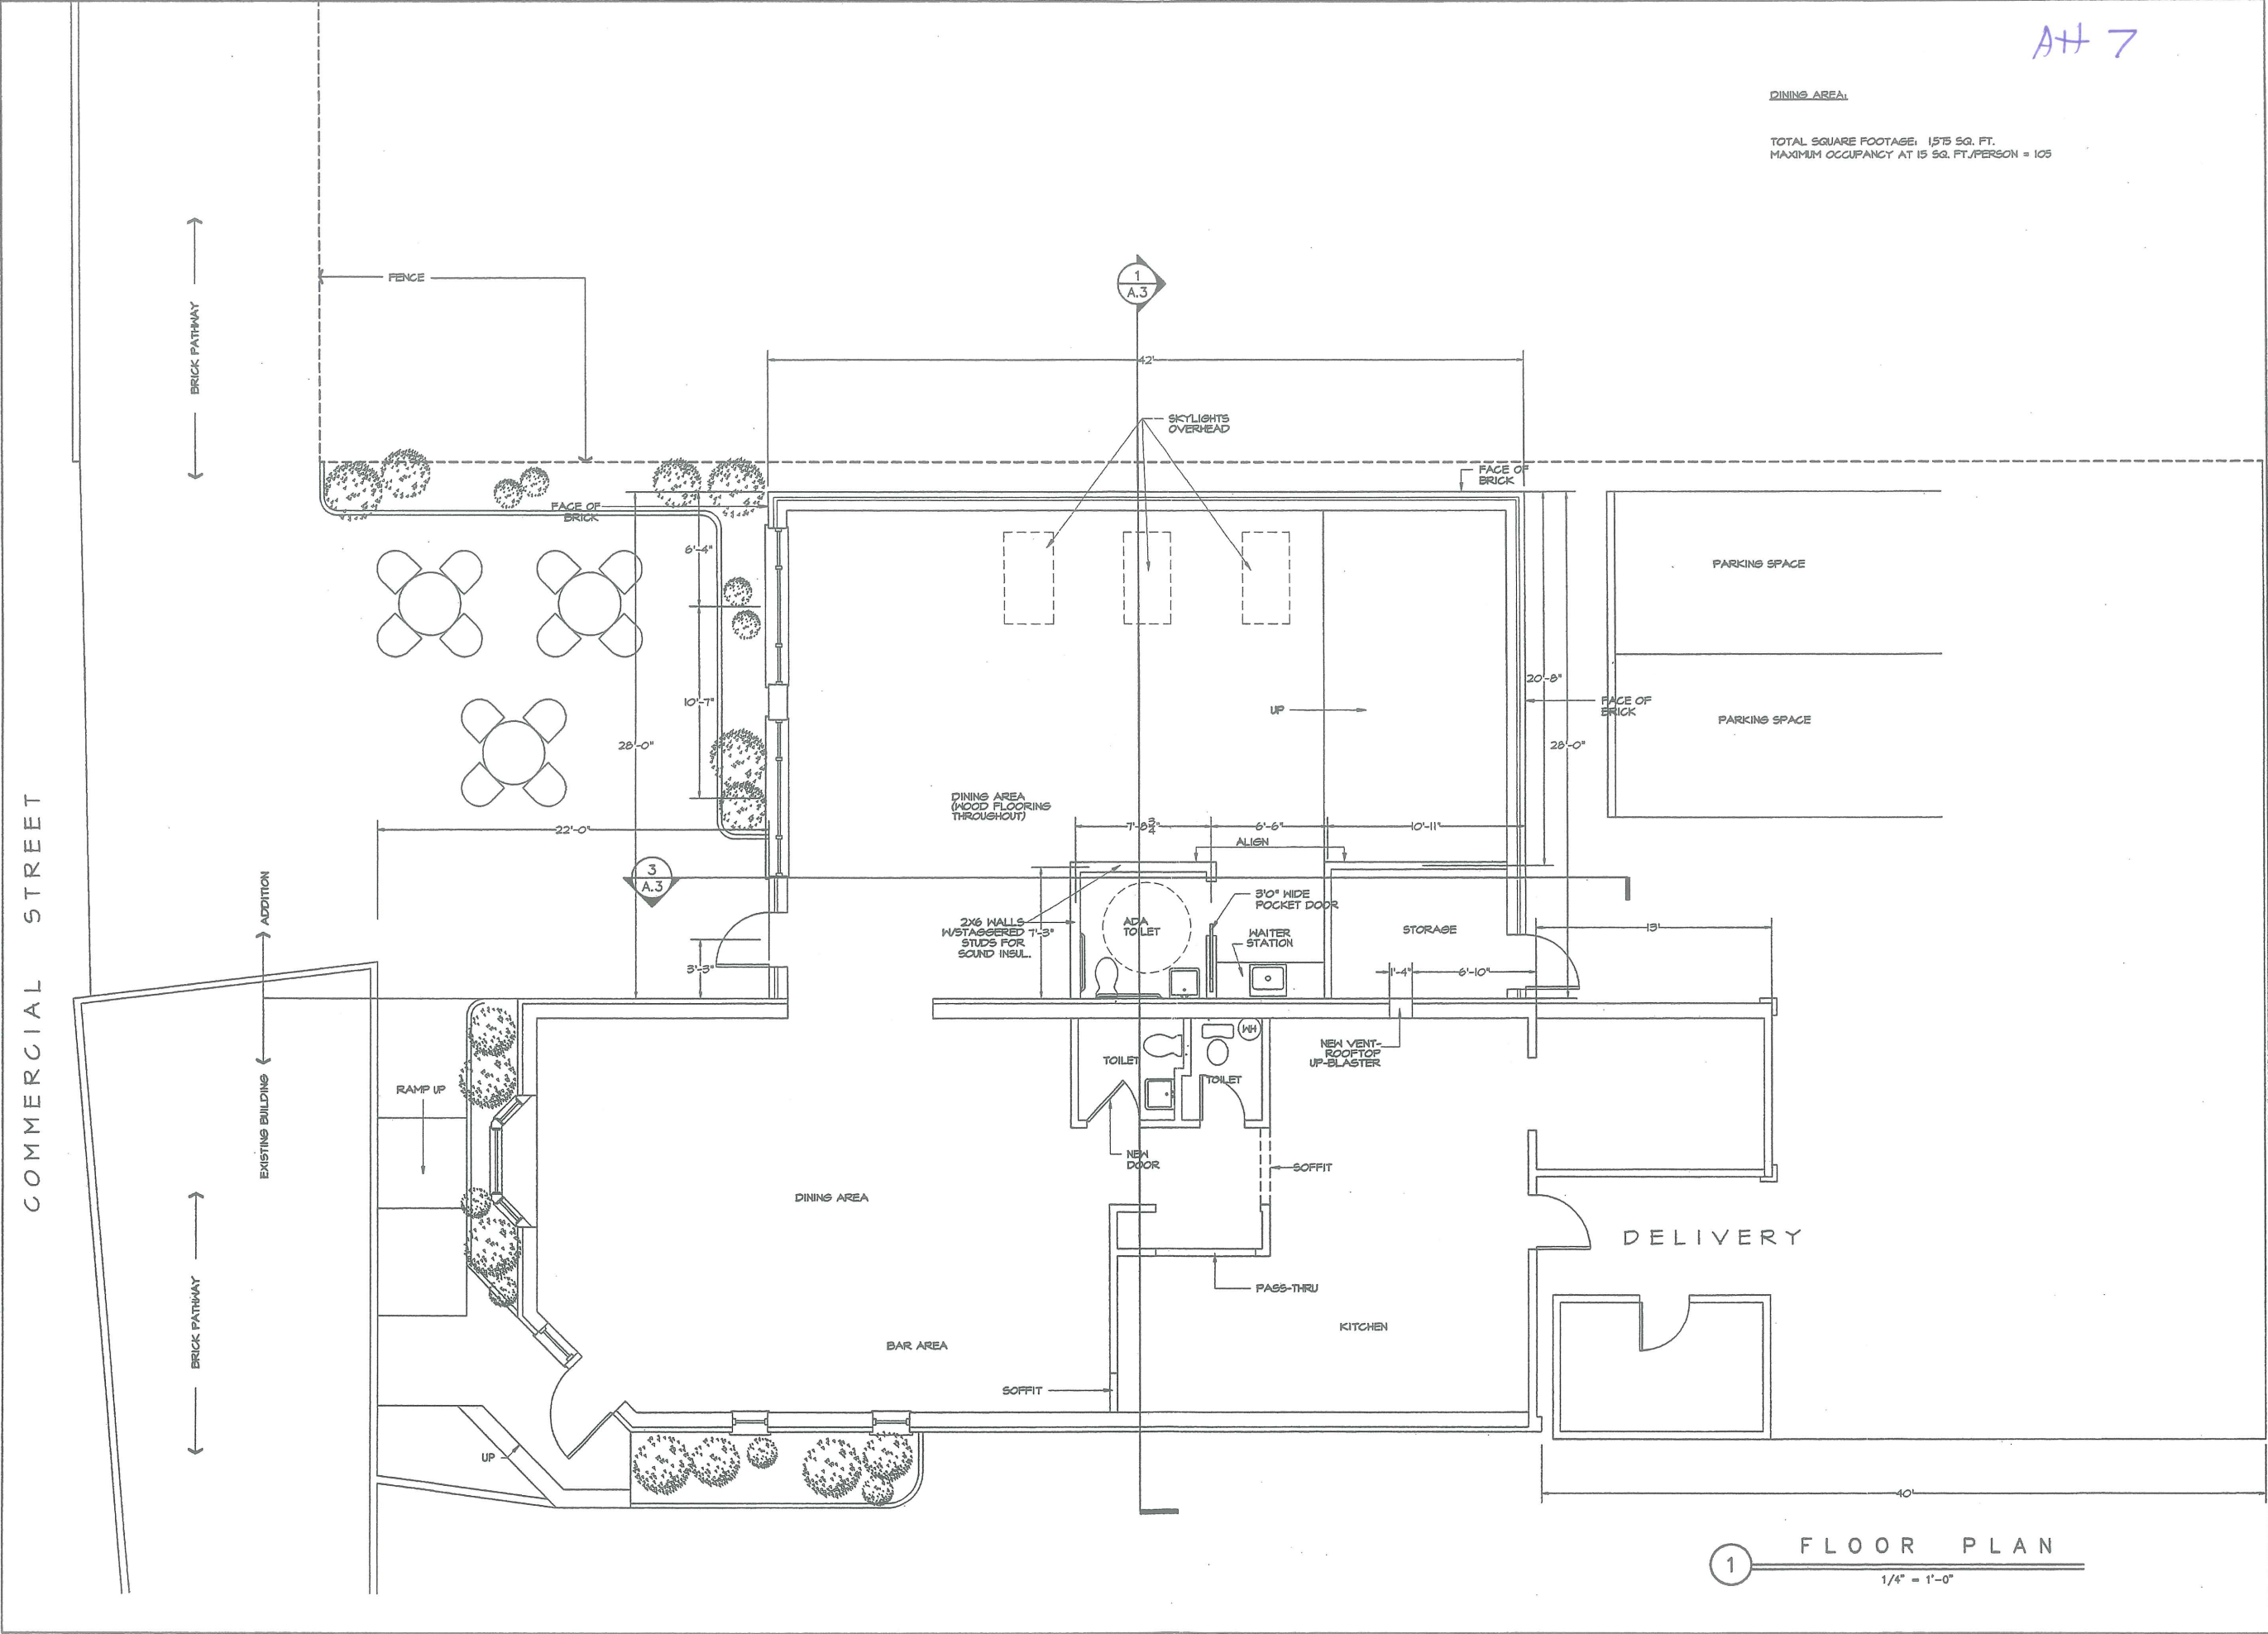 AH 7
DINING AREA:
TOTAL SQUARE FOOTAGE: 1,575 SQ. FT.
MAXIMUM OCCUPANCY AT 15 SQ. FT./PERSON = 105
BRICK PATHWAY
FENCE
1
A.3
42'
SKYLIGHTS
OVERHEAD
FACE OF
BRICK
FACE OF
BRICK
6'-4"
PARKING SPACE
20'-8"
10'-7"
UP
FACE OF
BRICK
PARKING SPACE
28'-0"
28'-0"
DINING AREA
(WOOD FLOORING
THROUGHOUT)
22'-0"
7'-8 3/4"
6'-6"
10'-11"
ALIGN
COMMERCIAL STREET
ADDITION
3
A.3
3'0" WIDE
POCKET DOOR
2X6 WALLS
W/STAGGERED
STUDS FOR
SOUND INSUL.
7'-3"
ADA
TOILET
WAITER
STATION
STORAGE
13'
3'-3"
1'-4"
6'-10"
EXISTING BUILDING
RAMP UP
TOILET
WH
TOILET
NEW VENT-
ROOFTOP
UP-BLASTER
NEW
DOOR
SOFFIT
DINING AREA
DELIVERY
PASS-THRU
BRICK PATHWAY
KITCHEN
BAR AREA
SOFFIT
UP
40'
1
FLOOR PLAN
1/4" = 1'-0"